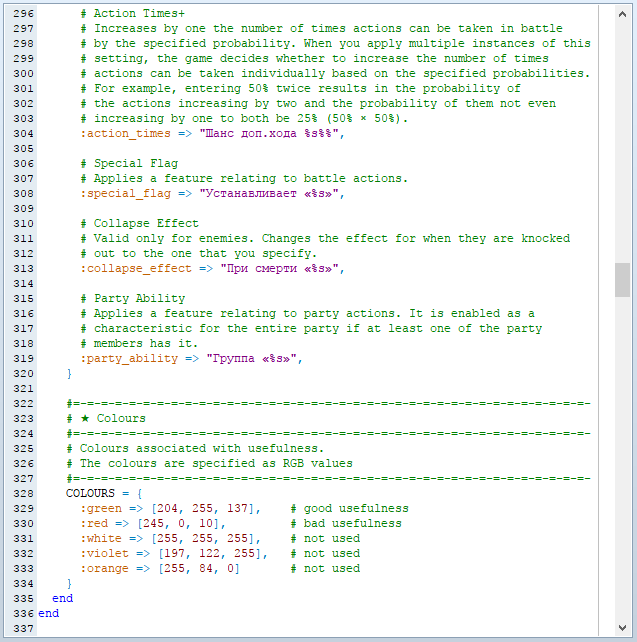 296 # Action Times+
297 # Increases by one the number of times actions can be taken in battle
298 # by the specified probability. When you apply multiple instances of this
299 # setting, the game decides whether to increase the number of times
300 # actions can be taken individually based on the specified probabilities.
301 # For example, entering 50% twice results in the probability of
302 # the actions increasing by two and the probability of them not even
303 # increasing by one to both be 25% (50% × 50%).
304 :action_times => "Шанс доп.хода %s%%",
305
306 # Special Flag
307 # Applies a feature relating to battle actions.
308 :special_flag => "Устанавливает «%s»",
309
310 # Collapse Effect
311 # Valid only for enemies. Changes the effect for when they are knocked
312 # out to the one that you specify.
313 :collapse_effect => "При смерти «%s»",
314
315 # Party Ability
316 # Applies a feature relating to party actions. It is enabled as a
317 # characteristic for the entire party if at least one of the party
318 # members has it.
319 :party_ability => "Группа «%s»",
320 }
321
322 #=-=-=-=-=-=-=-=-=-=-=-=-=-=-=-=-=-=-=-=-=-=-=-=-=-=-=-=-=-=-=-=-=-=-=-=-=-
323 # ★ Colours
324 #=-=-=-=-=-=-=-=-=-=-=-=-=-=-=-=-=-=-=-=-=-=-=-=-=-=-=-=-=-=-=-=-=-=-=-=-=-
325 # Colours associated with usefulness.
326 # The colours are specified as RGB values
327 #=-=-=-=-=-=-=-=-=-=-=-=-=-=-=-=-=-=-=-=-=-=-=-=-=-=-=-=-=-=-=-=-=-=-=-=-=-
328 COLOURS = {
329 :green => [204, 255, 137], # good usefulness
330 :red => [245, 0, 10], # bad usefulness
331 :white => [255, 255, 255], # not used
332 :violet => [197, 122, 255], # not used
333 :orange => [255, 84, 0] # not used
334 }
335 end
336 end
337